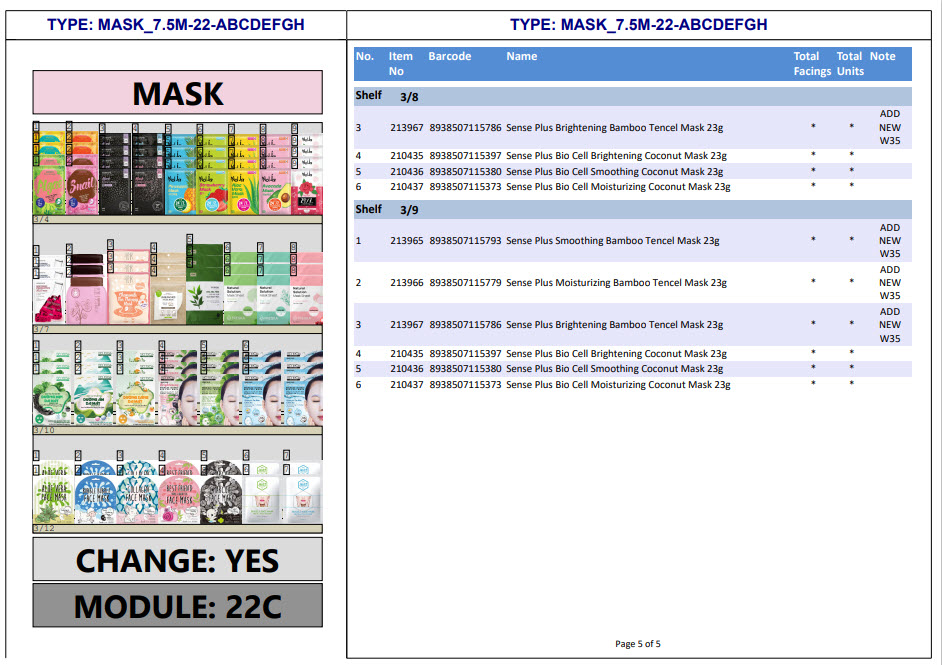 TYPE: MASK_7.5M-22-ABCDEFGH
MASK
3/4
3/7
3/10
3/12
CHANGE: YES
MODULE: 22C
TYPE: MASK_7.5M-22-ABCDEFGH
No. Item No Barcode Name Total Facings Total Units Note
Shelf 3/8
3 213967 8938507115786 Sense Plus Brightening Bamboo Tencel Mask 23g * * ADD NEW W35
4 210435 8938507115397 Sense Plus Bio Cell Brightening Coconut Mask 23g * *
5 210436 8938507115380 Sense Plus Bio Cell Smoothing Coconut Mask 23g * *
6 210437 8938507115373 Sense Plus Bio Cell Moisturizing Coconut Mask 23g * *
Shelf 3/9
1 213965 8938507115793 Sense Plus Smoothing Bamboo Tencel Mask 23g * * ADD NEW W35
2 213966 8938507115779 Sense Plus Moisturizing Bamboo Tencel Mask 23g * * ADD NEW W35
3 213967 8938507115786 Sense Plus Brightening Bamboo Tencel Mask 23g * * ADD NEW W35
4 210435 8938507115397 Sense Plus Bio Cell Brightening Coconut Mask 23g * *
5 210436 8938507115380 Sense Plus Bio Cell Smoothing Coconut Mask 23g * *
6 210437 8938507115373 Sense Plus Bio Cell Moisturizing Coconut Mask 23g * *
Page 5 of 5